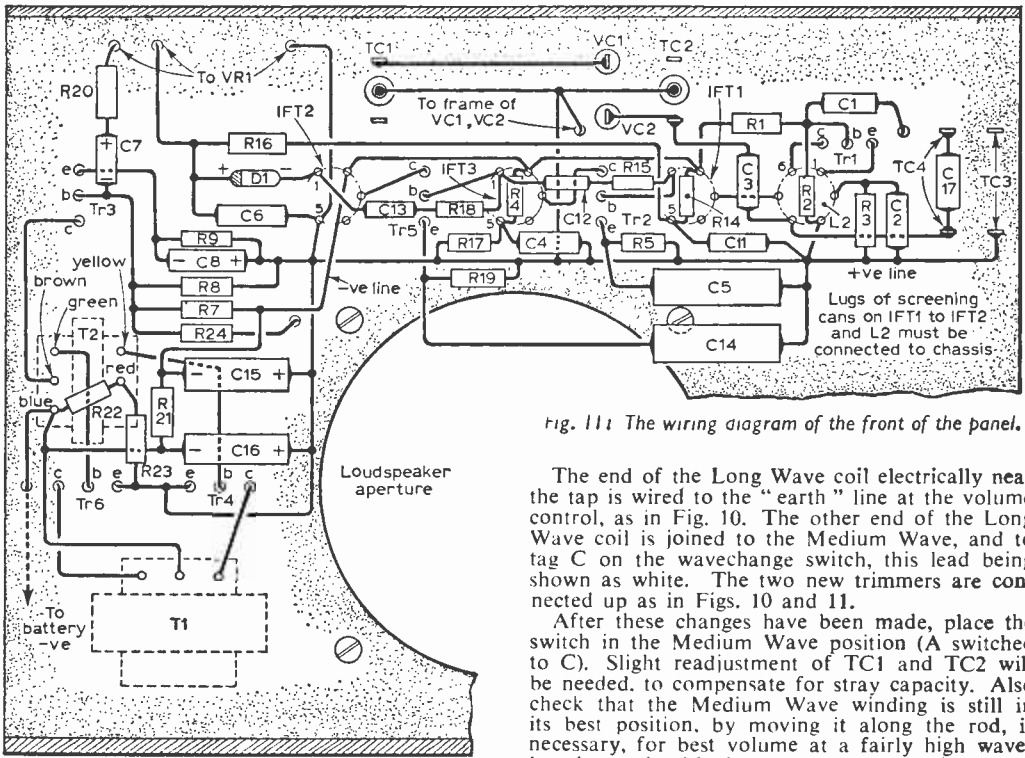 To VR1
TC1
VC1
TC2
R20
To frame of
VC1, VC2
IFT1
C7
+
IFT2
R16
VC2
R1
C1
e
c
b
e
b
Tr3
c
+
D1
-
1
5
IFT3
c
b
Tr5
e
1
5
R14
C12
c
b
e
Tr2
R15
1
5
R14
C3
6
1
R2
L2
Tr1
TC4
C17
TC3
C6
C13
R18
R9
- C8 +
R17
C4
R5
C11
R3
C2
yellow
brown
green
R8
R7
R24
-ve line
R19
C5
C14
+ve line
Lugs of screening
cans on IFT1 to IFT2
and L2 must be
connected to chassis
T2
red
blue
R22
R21
- C15 +
- C16 +
R23
c
b
e
Tr6
e
b
c
Tr4
Loudspeaker
aperture
To
battery
-ve
T1
Fig. 11: The wiring diagram of the front of the panel.
The end of the Long Wave coil electrically near
the tap is wired to the "earth" line at the volume
control, as in Fig. 10. The other end of the Long
Wave coil is joined to the Medium Wave, and to
tag C on the wavechange switch, this lead being
shown as white. The two new trimmers are con
nected up as in Figs. 10 and 11.
After these changes have been made, place the
switch in the Medium Wave position (A switched
to C). Slight readjustment of TC1 and TC2 wil
be needed. to compensate for stray capacity. Also
check that the Medium Wave winding is still in
its best position, by moving it along the rod, i
necessary, for best volume at a fairly high wave